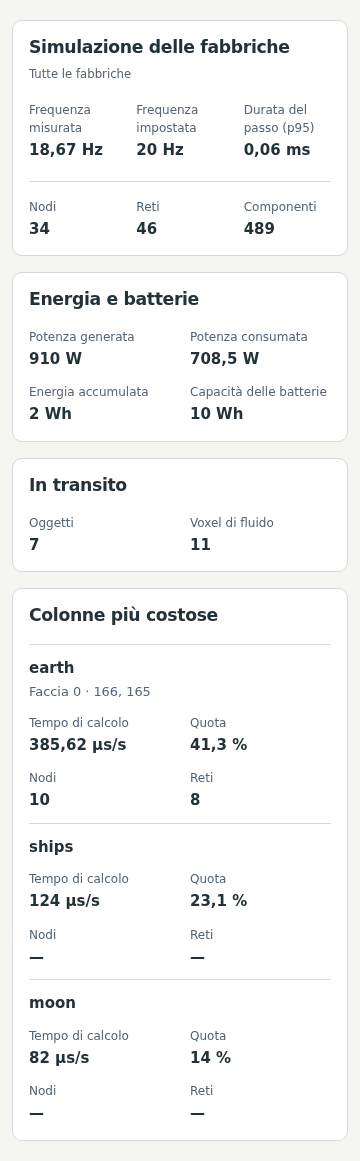 Simulazione delle fabbriche
Tutte le fabbriche
Frequenza misurata
18,67 Hz
Frequenza impostata
20 Hz
Durata del passo (p95)
0,06 ms
Nodi
34
Reti
46
Componenti
489
Energia e batterie
Potenza generata
910 W
Potenza consumata
708,5 W
Energia accumulata
2 Wh
Capacità delle batterie
10 Wh
In transito
Oggetti
7
Voxel di fluido
11
Colonne più costose
earth
Faccia 0 · 166, 165
Tempo di calcolo
385,62 µs/s
Quota
41,3 %
Nodi
10
Reti
8
ships
Tempo di calcolo
124 µs/s
Quota
23,1 %
Nodi
—
Reti
—
moon
Tempo di calcolo
82 µs/s
Quota
14 %
Nodi
—
Reti
—